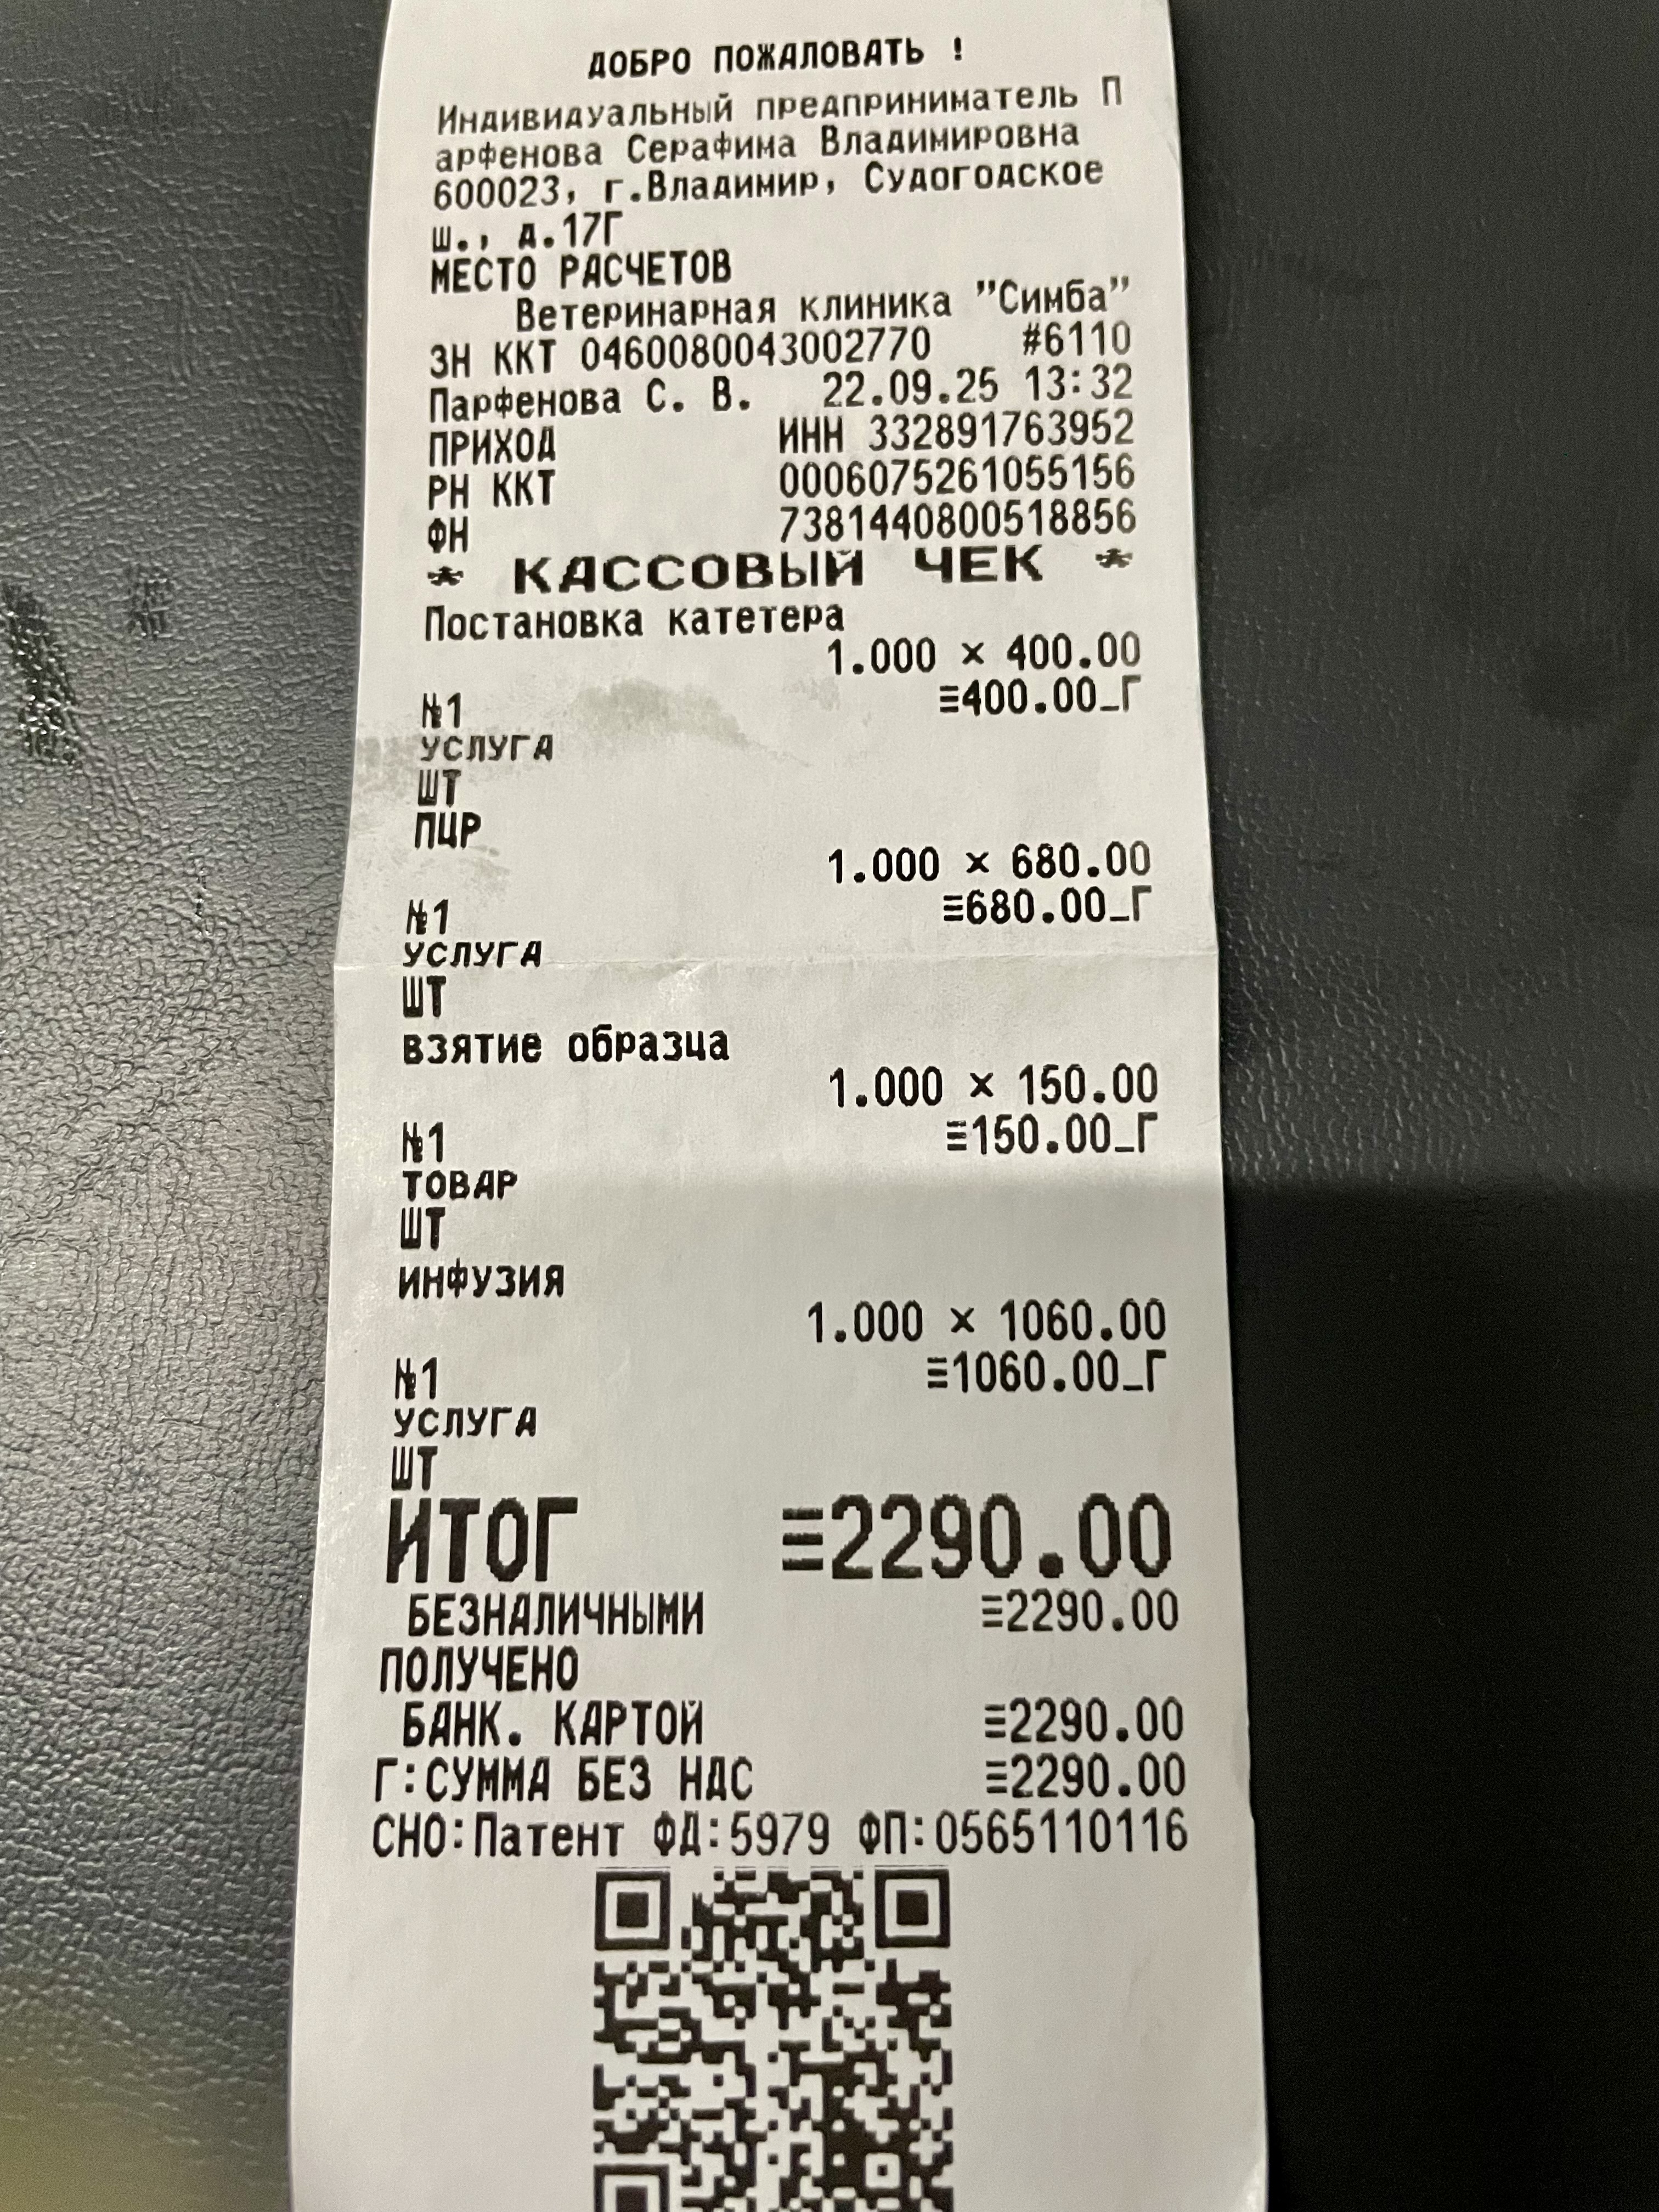 ДОБРО ПОЖАЛОВАТЬ !
Индивидуальный предприниматель П
арфенова Серафима Владимировна
600023, г.Владимир, Судогодское
ш., д.17Г
МЕСТО РАСЧЕТОВ
Ветеринарная клиника "Симба"
ЗН ККТ 0460080043002770 #6110
Парфенова С. В. 22.09.25 13:32
ПРИХОД ИНН 332891763952
РН ККТ 0006075261055156
ФН 7381440800518856
* КАССОВЫЙ ЧЕК *
Постановка катетера
1.000 × 400.00
№1 ≡400.00_Г
УСЛУГА
ШТ
ПЦР
1.000 × 680.00
№1 ≡680.00_Г
УСЛУГА
ШТ
взятие образца
1.000 × 150.00
№1 ≡150.00_Г
ТОВАР
ШТ
ИНФУЗИЯ
1.000 × 1060.00
№1 ≡1060.00_Г
УСЛУГА
ШТ
ИТОГ ≡2290.00
БЕЗНАЛИЧНЫМИ ≡2290.00
ПОЛУЧЕНО
БАНК. КАРТОЙ ≡2290.00
Г:СУММА БЕЗ НДС ≡2290.00
СНО:Патент ФД:5979 ФП:0565110116